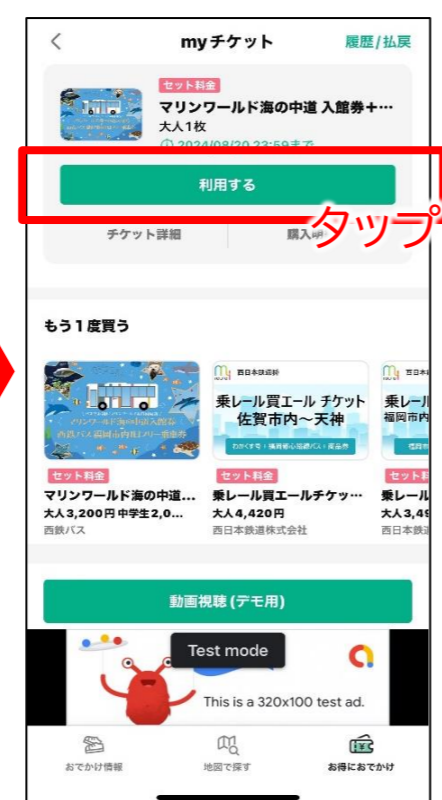 myチケット
履歴/払戻
セット料金
マリンワールド海の中道 入館券+…
大人1枚
2024/08/20 23:59まで
利用する
タップ
チケット詳細
購入
もう1度買う
西日本鉄道㈱
乗レール買エール チケット
佐賀市内~天神
乗レール
福岡市内
セット料金
マリンワールド海の中道...
大人3,200円 中学生2,0...
西鉄バス
セット料金
乗レール買エールチケッ…
大人4,420円
西日本鉄道株式会社
セット料
乗レール
大人3,49
西日本鉄道
動画視聴 (デモ用)
Test mode
This is a 320x100 test ad.
おでかけ情報
地図で探す
お得におでかけ